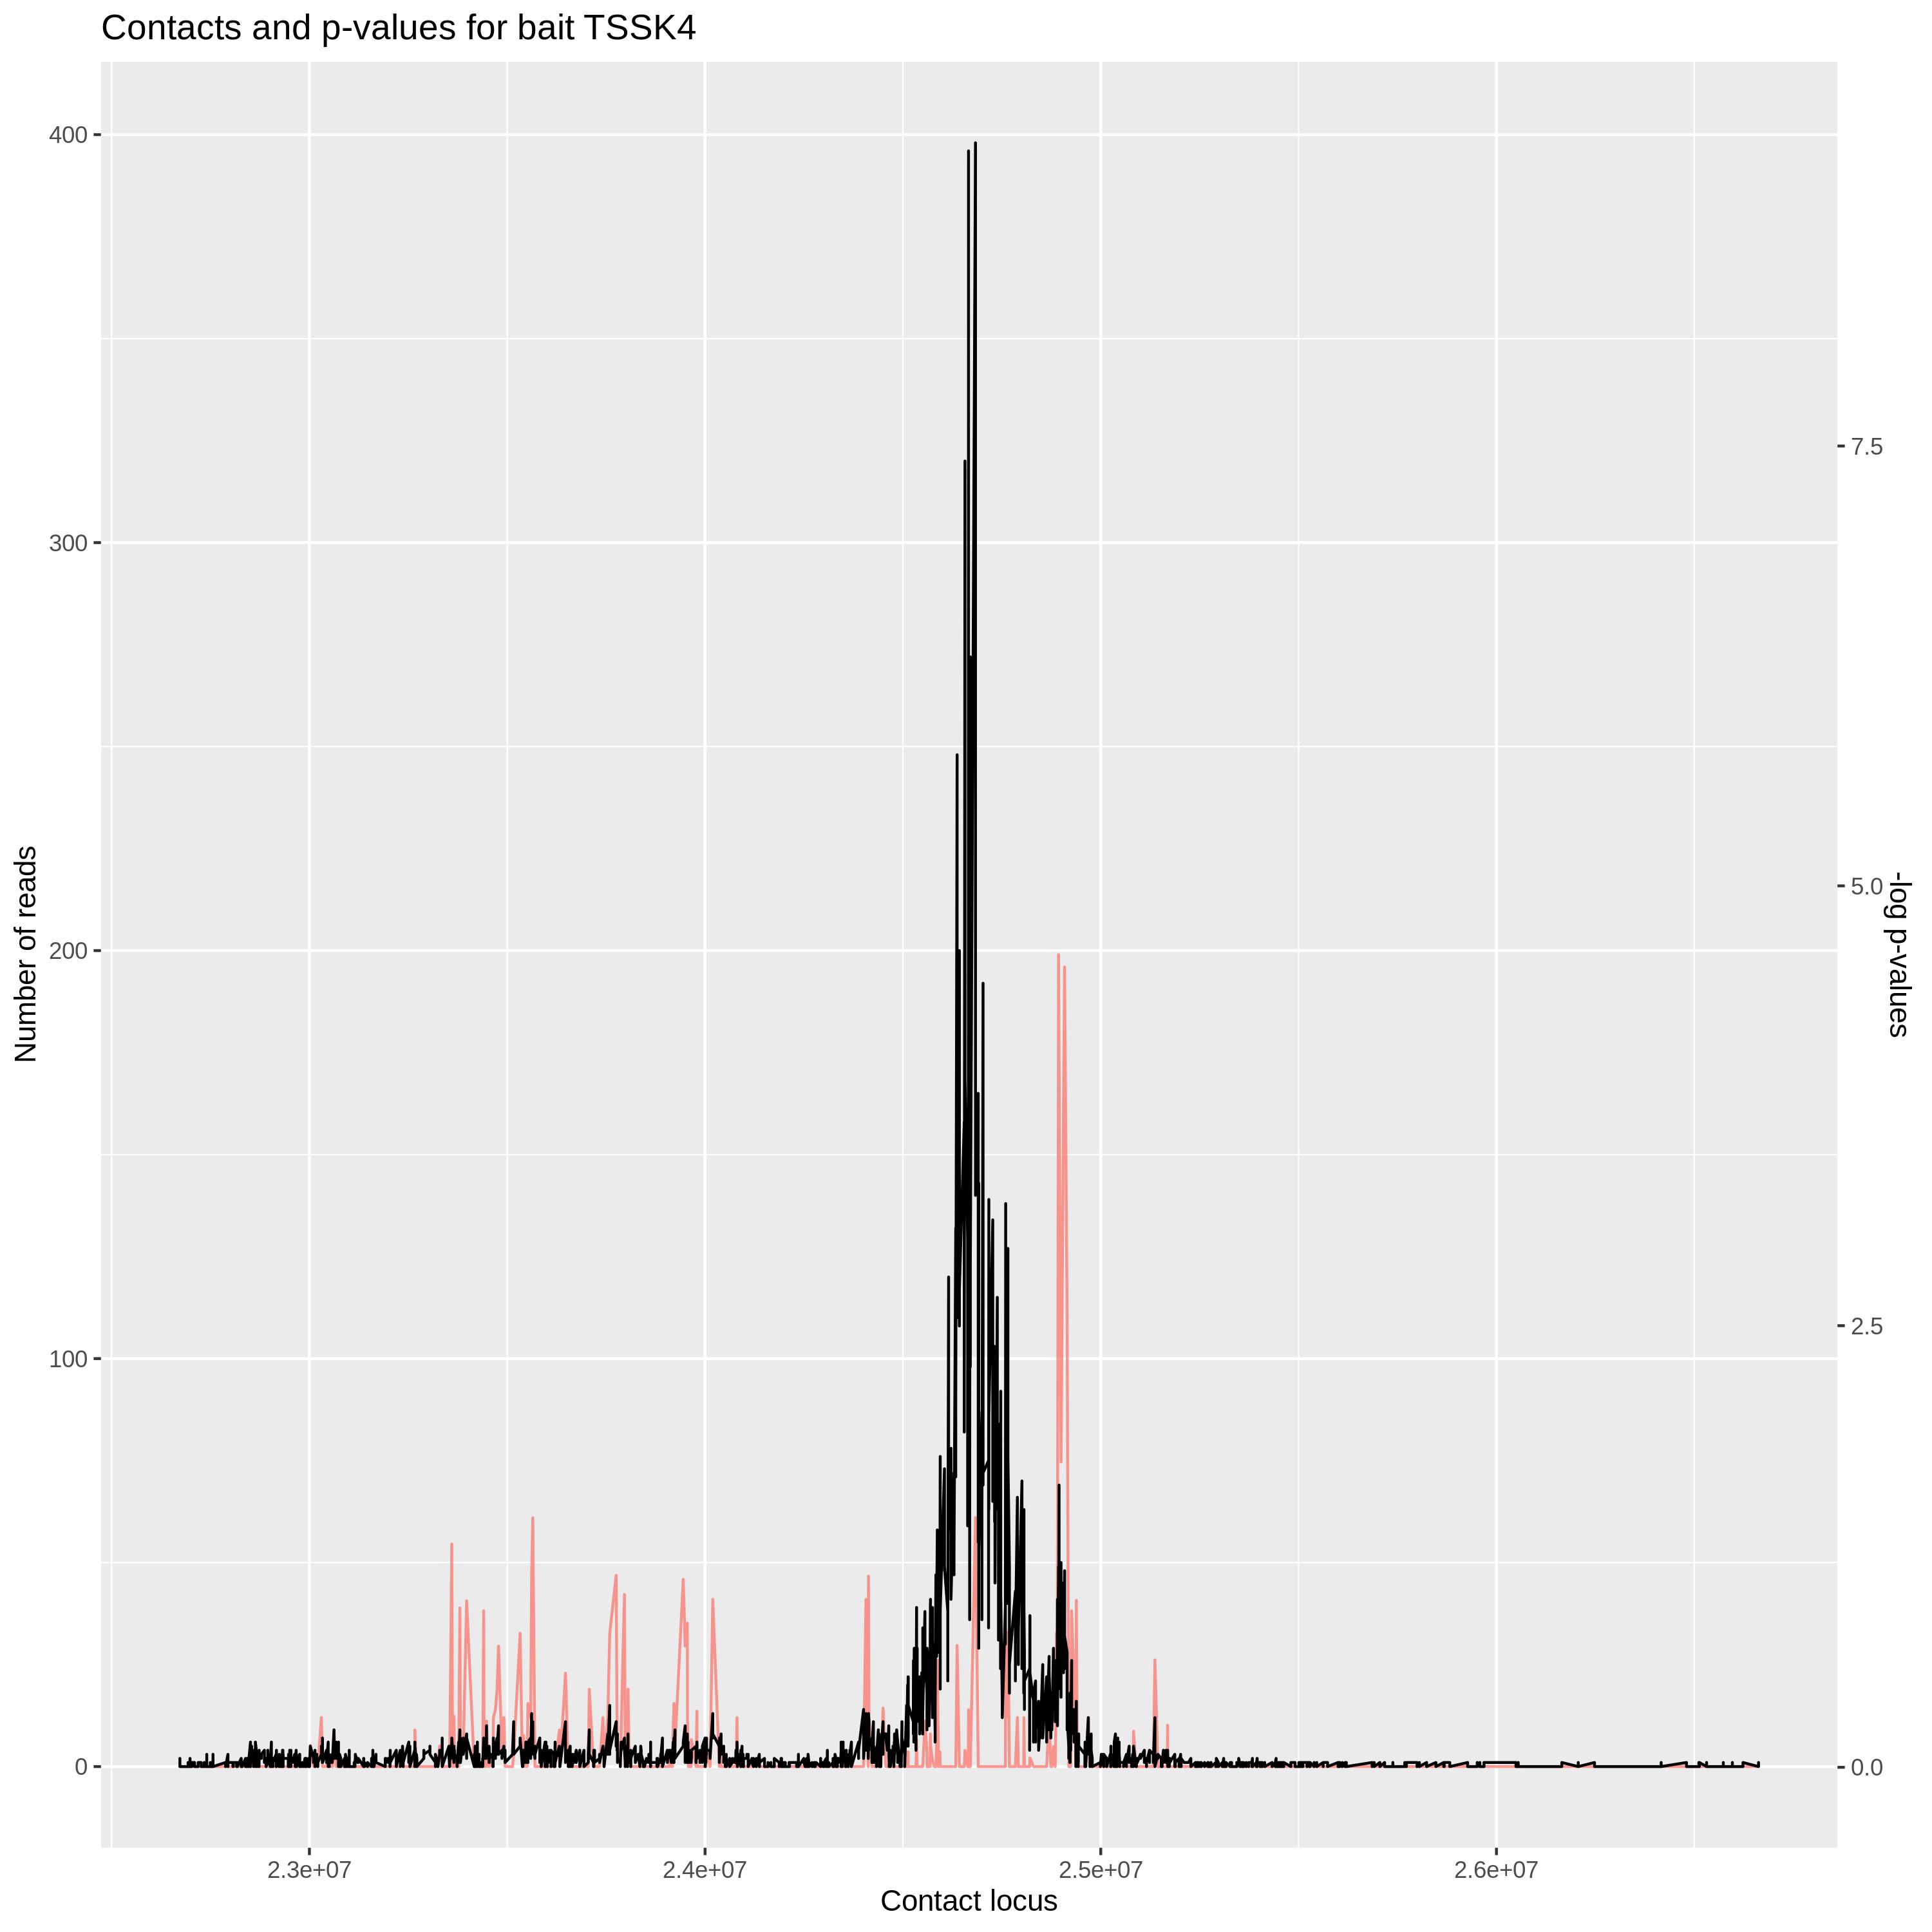 Contacts and p-values for bait TSSK4
400
300
200
100
0
Number of reads
7.5
5.0
2.5
0.0
-log p-values
2.3e+07
2.4e+07
2.5e+07
2.6e+07
Contact locus